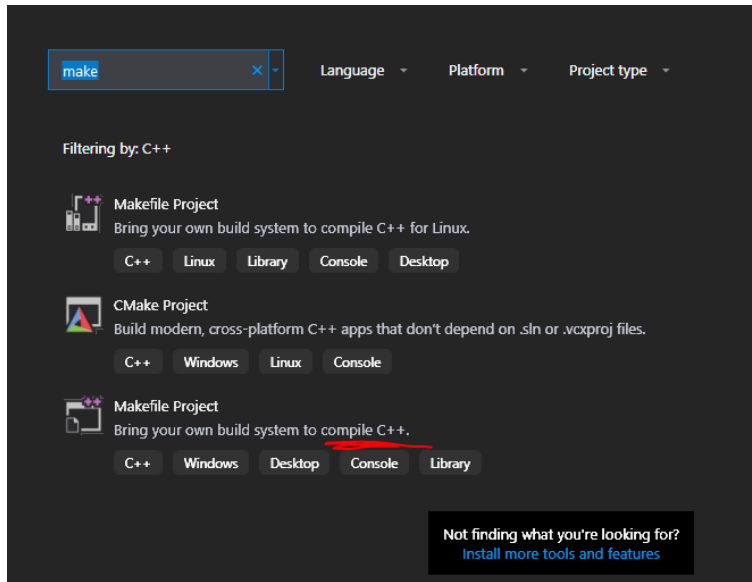 make
Language
Platform
Project type
Filtering by: C++
Makefile Project
Bring your own build system to compile C++ for Linux.
C++ Linux Library Console Desktop
CMake Project
Build modern, cross-platform C++ apps that don't depend on .sln or .vcxproj files.
C++ Windows Linux Console
Makefile Project
Bring your own build system to compile C++.
C++ Windows Desktop Console Library
Not finding what you're looking for?
Install more tools and features